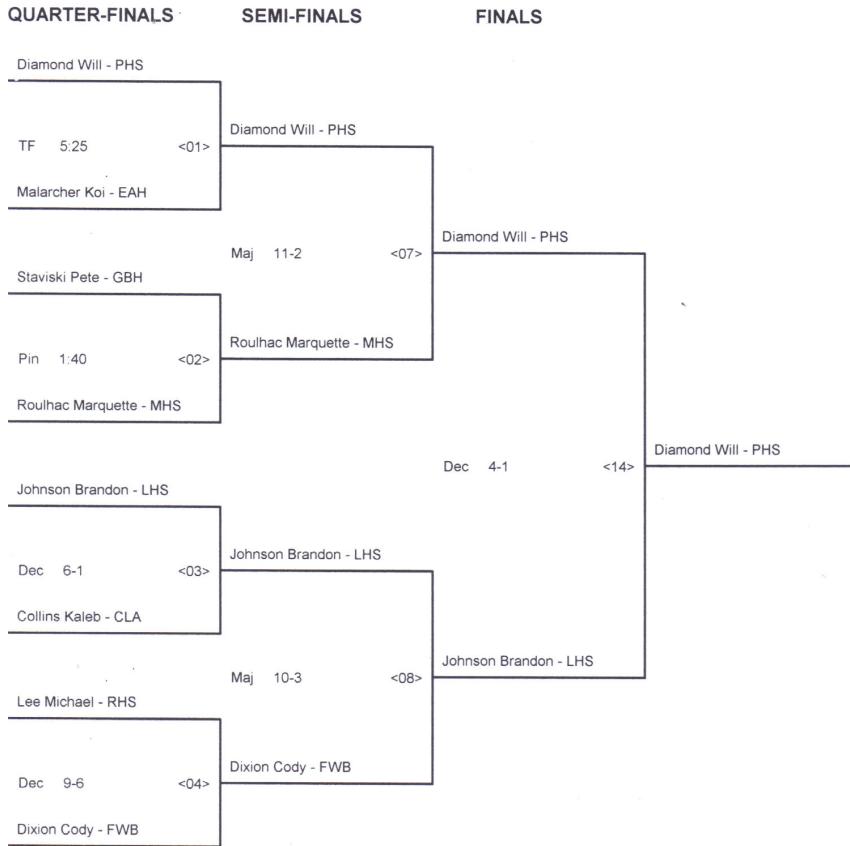 QUARTER-FINALS SEMI-FINALS FINALS
Diamond Will - PHS
TF 5:25 <01>
Malarcher Koi - EAH
Staviski Pete - GBH
Pin 1:40 <02>
Roulhac Marquette - MHS
Johnson Brandon - LHS
Dec 6-1 <03>
Collins Kaleb - CLA
Lee Michael - RHS
Dec 9-6 <04>
Dixion Cody - FWB
Diamond Will - PHS
Maj 11-2 <07>
Roulhac Marquette - MHS
Johnson Brandon - LHS
Maj 10-3 <08>
Dixion Cody - FWB
Diamond Will - PHS
Dec 4-1 <14>
Johnson Brandon - LHS
Diamond Will - PHS